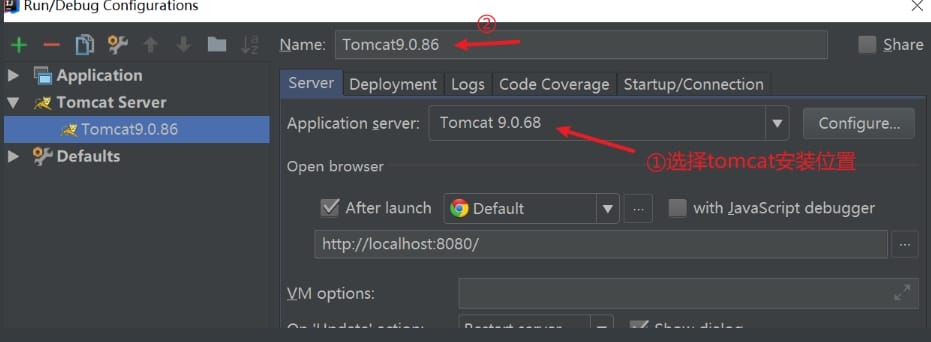 Run/Debug Configurations
②
Name: Tomcat9.0.86 Share
Application
Tomcat Server
Tomcat9.0.86
Defaults
Server Deployment Logs Code Coverage Startup/Connection
Application server: Tomcat 9.0.68 Configure...
①选择tomcat安装位置
Open browser
After launch Default ... with JavaScript debugger
http://localhost:8080/ ...
VM options:
On 'Update' action: Restart server Show dialog